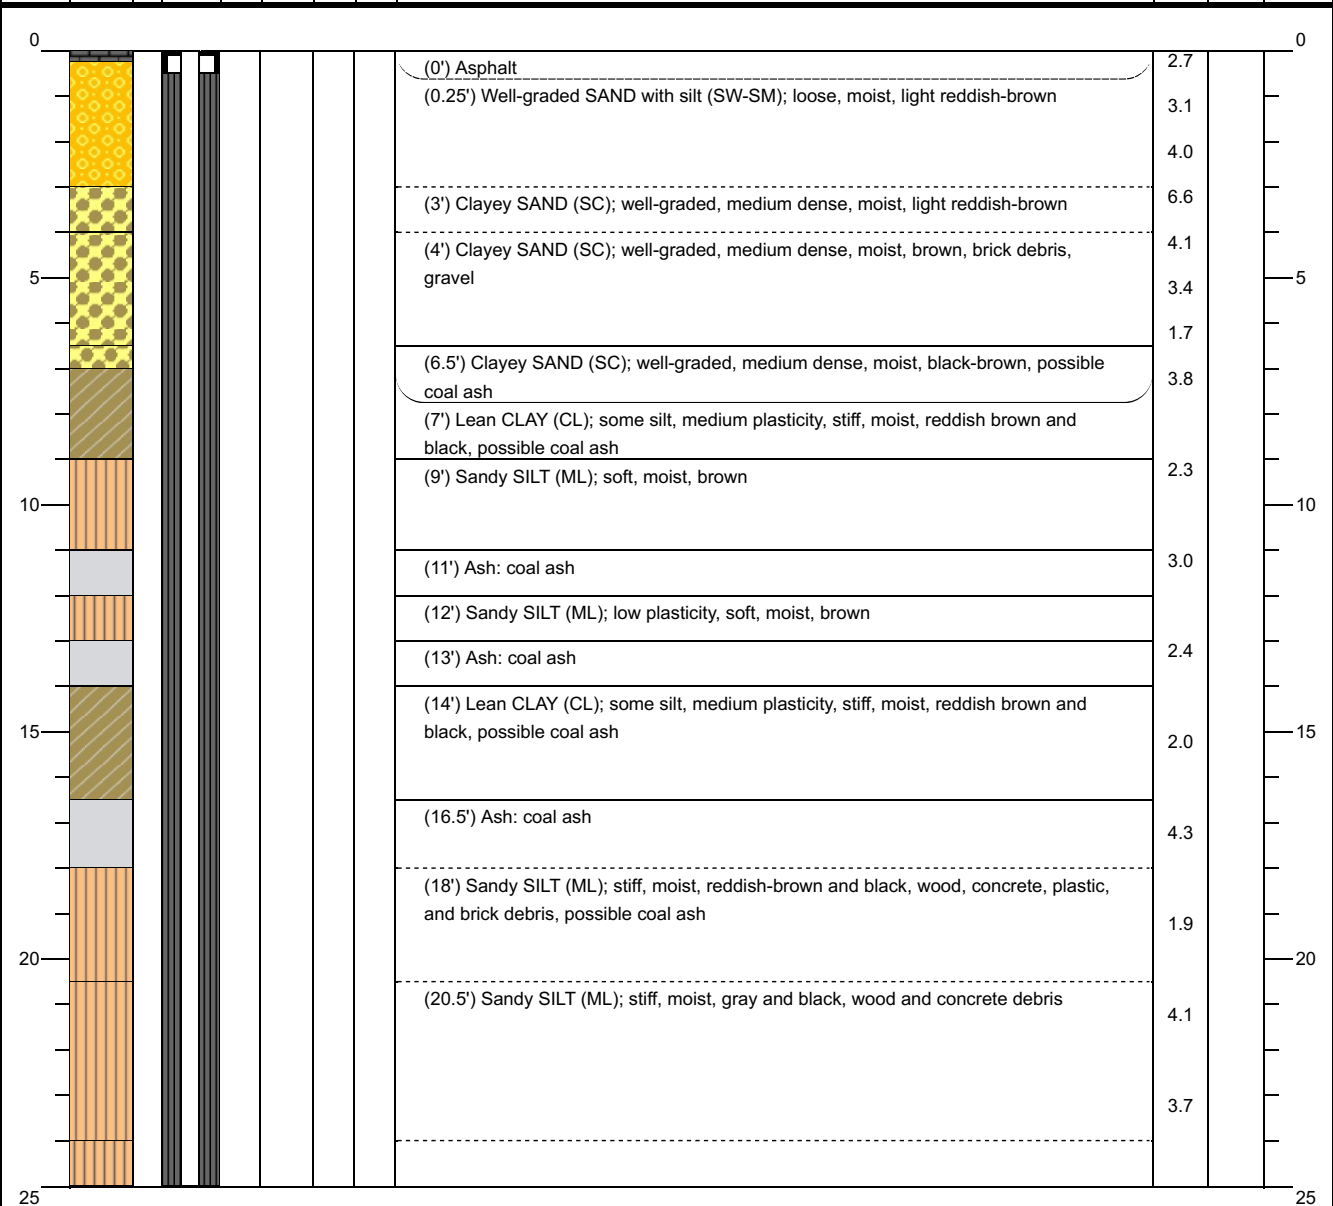 0
0
(0') Asphalt
2.7
(0.25') Well-graded SAND with silt (SW-SM); loose, moist, light reddish-brown
3.1
4.0
(3') Clayey SAND (SC); well-graded, medium dense, moist, light reddish-brown
6.6
(4') Clayey SAND (SC); well-graded, medium dense, moist, brown, brick debris,
gravel
4.1
5
5
3.4
1.7
(6.5') Clayey SAND (SC); well-graded, medium dense, moist, black-brown, possible
coal ash
3.8
(7') Lean CLAY (CL); some silt, medium plasticity, stiff, moist, reddish brown and
black, possible coal ash
(9') Sandy SILT (ML); soft, moist, brown
2.3
10
10
(11') Ash: coal ash
3.0
(12') Sandy SILT (ML); low plasticity, soft, moist, brown
(13') Ash: coal ash
2.4
(14') Lean CLAY (CL); some silt, medium plasticity, stiff, moist, reddish brown and
black, possible coal ash
15
15
2.0
(16.5') Ash: coal ash
4.3
(18') Sandy SILT (ML); stiff, moist, reddish-brown and black, wood, concrete, plastic,
and brick debris, possible coal ash
1.9
20
20
(20.5') Sandy SILT (ML); stiff, moist, gray and black, wood and concrete debris
4.1
3.7
25
25